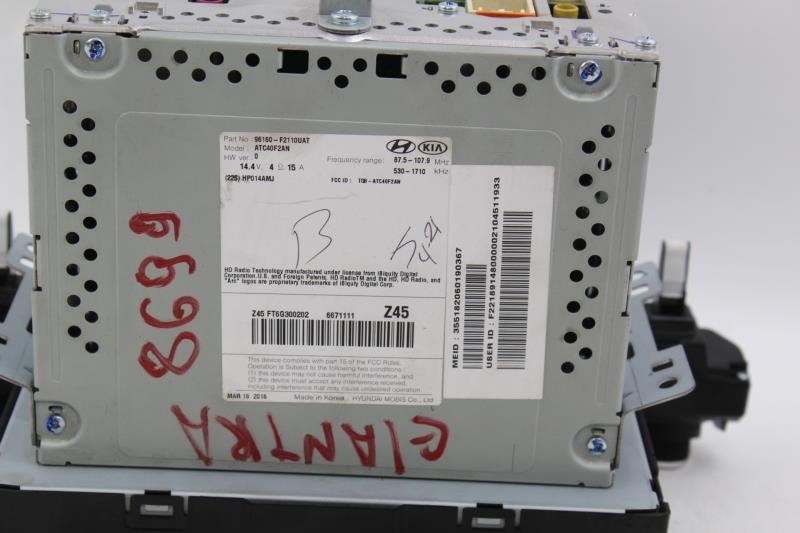 Part No : 96160-F2110UAT
Model : ATC40F2AN
HW ver : 0
14.4 V, 4 Ω 15 A
(225) HP014AMJ
HYUNDAI KIA
Frequency range: 87.5-107.9 MHz
530-1710 kHz
FCC ID : TQ8-ATC40F2AN
B
HD Radio Technology manufactured under license from iBiquity Digital
Corporation.U.S. and Foreign Patents. HD RadioTM and the HD, HD Radio, and
"Arc" logos are proprietary trademarks of iBiquity Digital Corp.
Z45 FT6G300202 6671111 Z45
This device complies with part 15 of the FCC Rules.
Operation is Subject to the following two conditions:
(1) this device may not cause harmful interference, and
(2) this device must accept any interference received,
including interference that may cause undesired operation
MAR 16 2016 Made in Korea. HYUNDAI MOBIS Co., Ltd
MEID : 35518206019036​7
USER ID : F2218914800000021045119​33
8698
ElANTRA